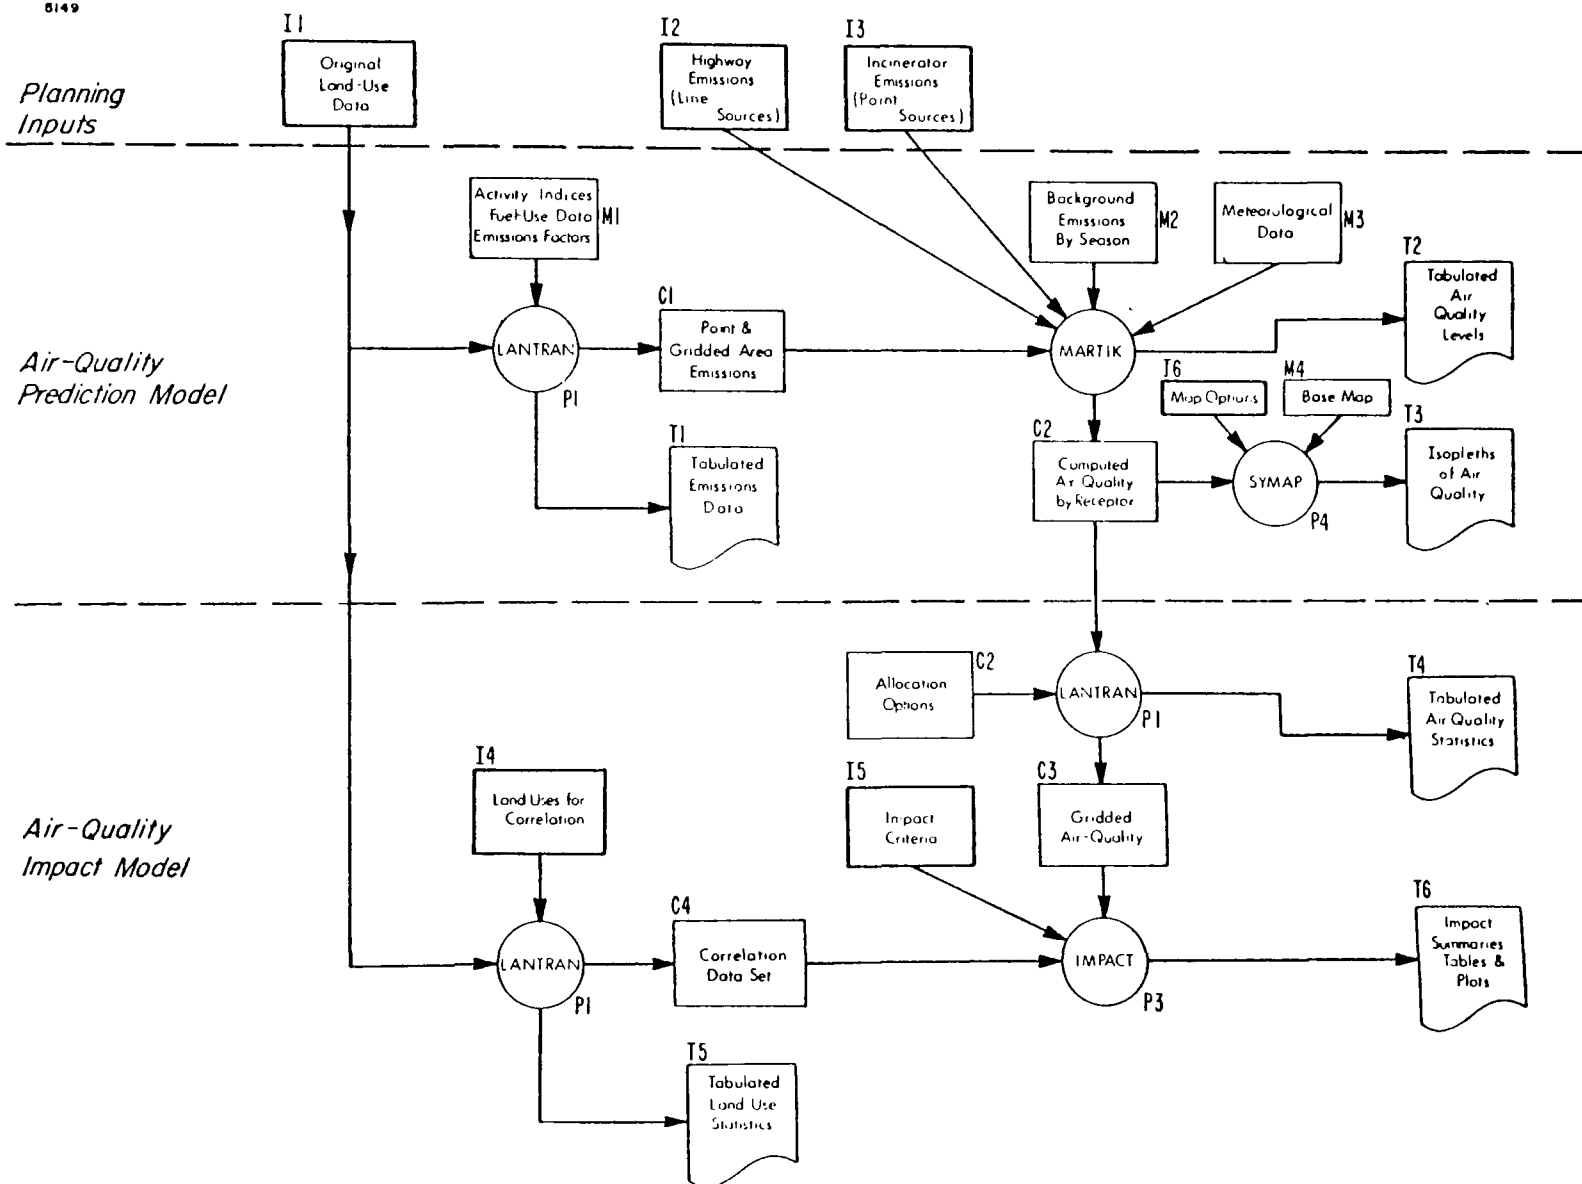 8149
I1
Original
Land-Use
Data
I2
Highway
Emissions
(Line
Sources)
I3
Incinerator
Emissions
(Point
Sources)
Planning
Inputs
Activity Indices
Fuel-Use Data
Emissions Factors
M1
Background
Emissions
By Season
M2
Meteorological
Data
M3
T2
Tabulated
Air
Quality
Levels
LANTRAN
P1
C1
Point &
Gridded Area
Emissions
MARTIK
Air-Quality
Prediction Model
I6
Map Options
M4
Base Map
T1
Tabulated
Emissions
Data
C2
Computed
Air Quality
by Receptor
SYMAP
P4
T3
Isopleths
of Air
Quality
Allocation
Options
C2
LANTRAN
P1
T4
Tabulated
Air Quality
Statistics
I4
Land Uses for
Correlation
I5
Impact
Criteria
C3
Gridded
Air-Quality
Air-Quality
Impact Model
LANTRAN
P1
C4
Correlation
Data Set
IMPACT
P3
T6
Impact
Summaries
Tables &
Plots
T5
Tabulated
Land Use
Statistics